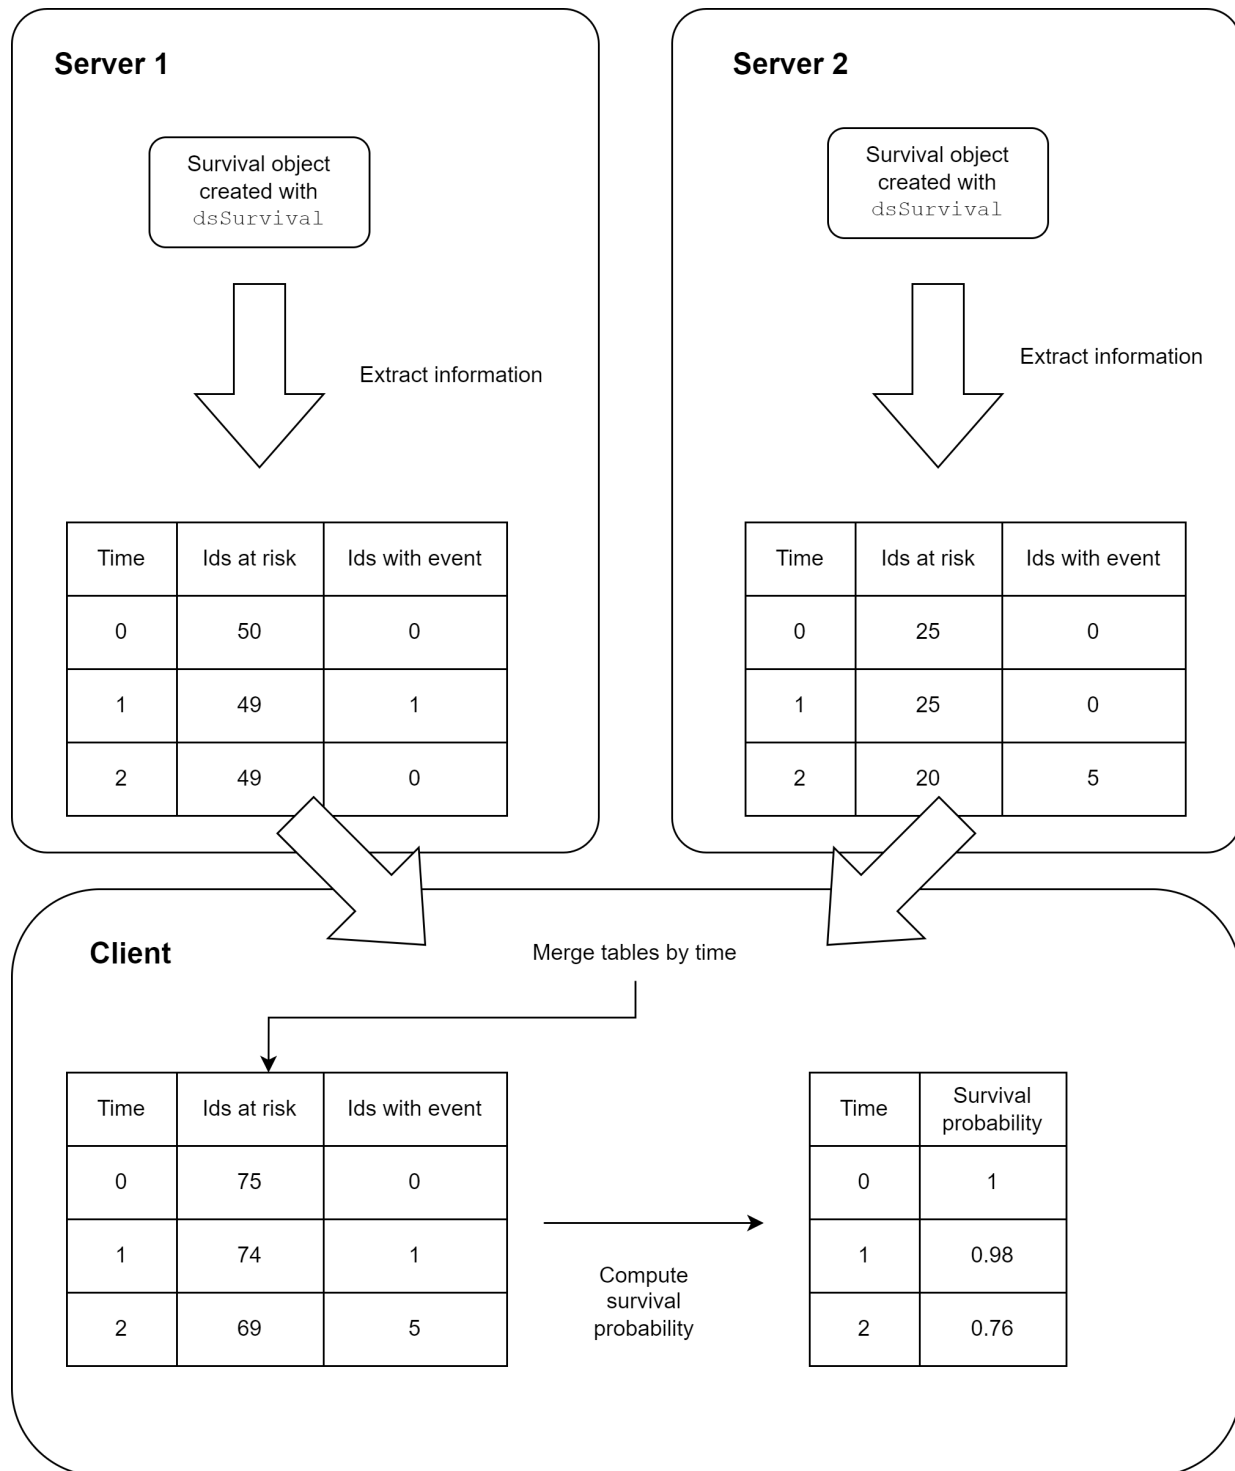 Server 1
Survival object
created with
dsSurvival
Extract information
Time Ids at risk Ids with event
0 50 0
1 49 1
2 49 0
Server 2
Survival object
created with
dsSurvival
Extract information
Time Ids at risk Ids with event
0 25 0
1 25 0
2 20 5
Client
Merge tables by time
Time Ids at risk Ids with event
0 75 0
1 74 1
2 69 5
Compute
survival
probability
Time Survival
probability
0 1
1 0.98
2 0.76